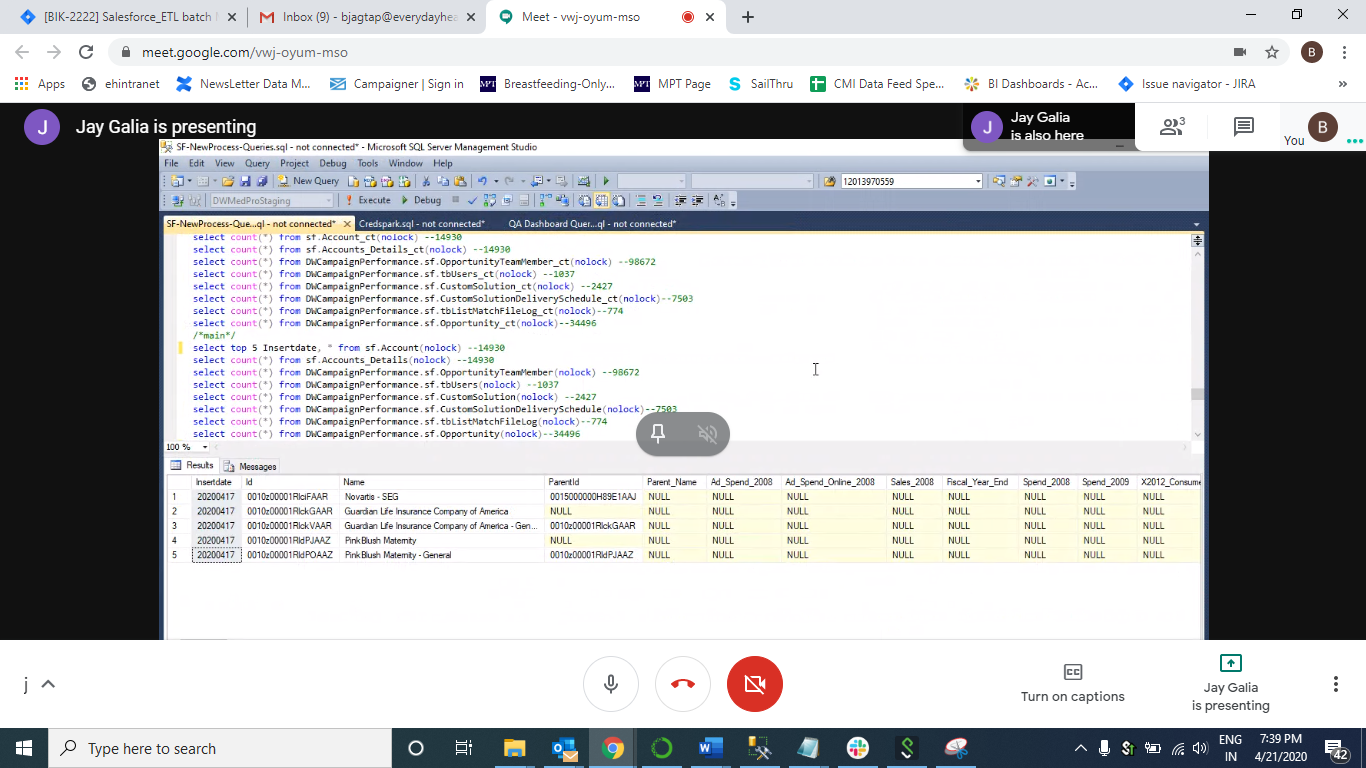 [BIK-2222] Salesforce_ETL batch
Inbox (9) - bjagtap@everydayhea
Meet - vwj-oyum-mso
meet.google.com/vwj-oyum-mso
B
Apps
ehintranet
NewsLetter Data M...
Campaigner | Sign in
MPT Breastfeeding-Only...
MPT MPT Page
SailThru
CMI Data Feed Spe...
BI Dashboards - Ac...
Issue navigator - JIRA
»
J Jay Galia is presenting
J Jay Galia
is also here
3
You B
SF-NewProcess-Queries.sql - not connected* - Microsoft SQL Server Management Studio
File Edit View Query Project Debug Tools Window Help
New Query 12013970559
DWMedProStaging Execute Debug
SF-NewProcess-Que...ql - not connected* Credspark.sql - not connected* QA Dashboard Quer...ql - not connected*
select count(*) from sf.Account_ct(nolock) --14930
select count(*) from sf.Accounts_Details_ct(nolock) --14930
select count(*) from DWCampaignPerformance.sf.OpportunityTeamMember_ct(nolock) --98672
select count(*) from DWCampaignPerformance.sf.tbUsers_ct(nolock) --1037
select count(*) from DWCampaignPerformance.sf.CustomSolution_ct(nolock) --2427
select count(*) from DWCampaignPerformance.sf.CustomSolutionDeliverySchedule_ct(nolock)--7503
select count(*) from DWCampaignPerformance.sf.tbListMatchFileLog_ct(nolock)--774
select count(*) from DWCampaignPerformance.sf.Opportunity_ct(nolock)--34496
/*main*/
select top 5 Insertdate, * from sf.Account(nolock) --14930
select count(*) from sf.Accounts_Details(nolock) --14930
select count(*) from DWCampaignPerformance.sf.OpportunityTeamMember(nolock) --98672
select count(*) from DWCampaignPerformance.sf.tbUsers(nolock) --1037
select count(*) from DWCampaignPerformance.sf.CustomSolution(nolock) --2427
select count(*) from DWCampaignPerformance.sf.CustomSolutionDeliverySchedule(nolock)--7503
select count(*) from DWCampaignPerformance.sf.tbListMatchFileLog(nolock)--774
select count(*) from DWCampaignPerformance.sf.Opportunity(nolock)--34496
100 %
Results Messages
Insertdate Id Name ParentId Parent_Name Ad_Spend_2008 Ad_Spend_Online_2008 Sales_2008 Fiscal_Year_End Spend_2008 Spend_2009 X2012_Consume
1 20200417 0010z00001RlciFAAR Novartis - SEG 0015000000H89E1AAJ NULL NULL NULL NULL NULL NULL NULL NULL
2 20200417 0010z00001RlckGAAR Guardian Life Insurance Company of America NULL NULL NULL NULL NULL NULL NULL NULL NULL
3 20200417 0010z00001RlckVAAR Guardian Life Insurance Company of America - Gen... 0010z00001RlckGAAR NULL NULL NULL NULL NULL NULL NULL NULL
4 20200417 0010z00001RldPJAAZ PinkBlush Maternity NULL NULL NULL NULL NULL NULL NULL NULL NULL
5 20200417 0010z00001RldPOAAZ PinkBlush Maternity - General 0010z00001RldPJAAZ NULL NULL NULL NULL NULL NULL NULL NULL
j
Turn on captions
Jay Galia
is presenting
Type here to search
ENG
IN
7:39 PM
4/21/2020
42